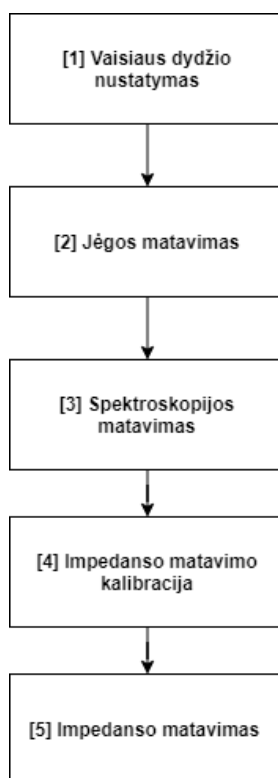 [1] Vaisiaus dydžio
nustatymas
[2] Jėgos matavimas
[3] Spektroskopijos
matavimas
[4] Impedanso matavimo
kalibracija
[5] Impedanso matavimas